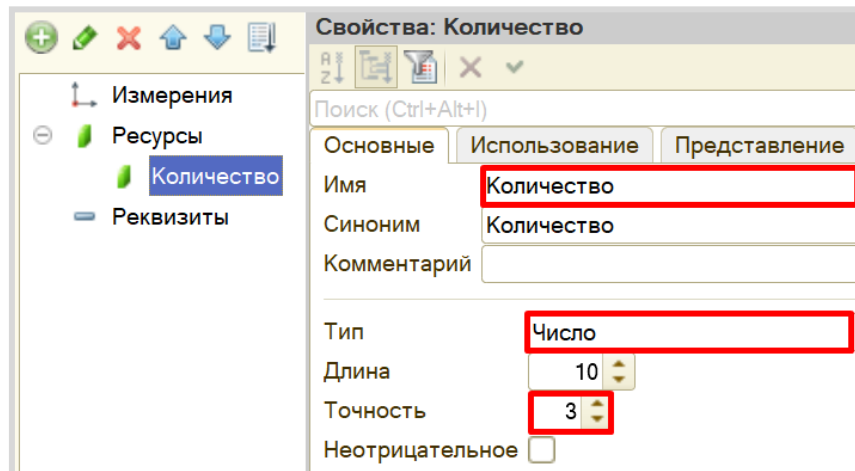 Свойства: Количество
Поиск (Ctrl+Alt+I)
Измерения
Ресурсы
Количество
Реквизиты
Основные Использование Представление
Имя Количество
Синоним Количество
Комментарий
Тип Число
Длина 10
Точность 3
Неотрицательное